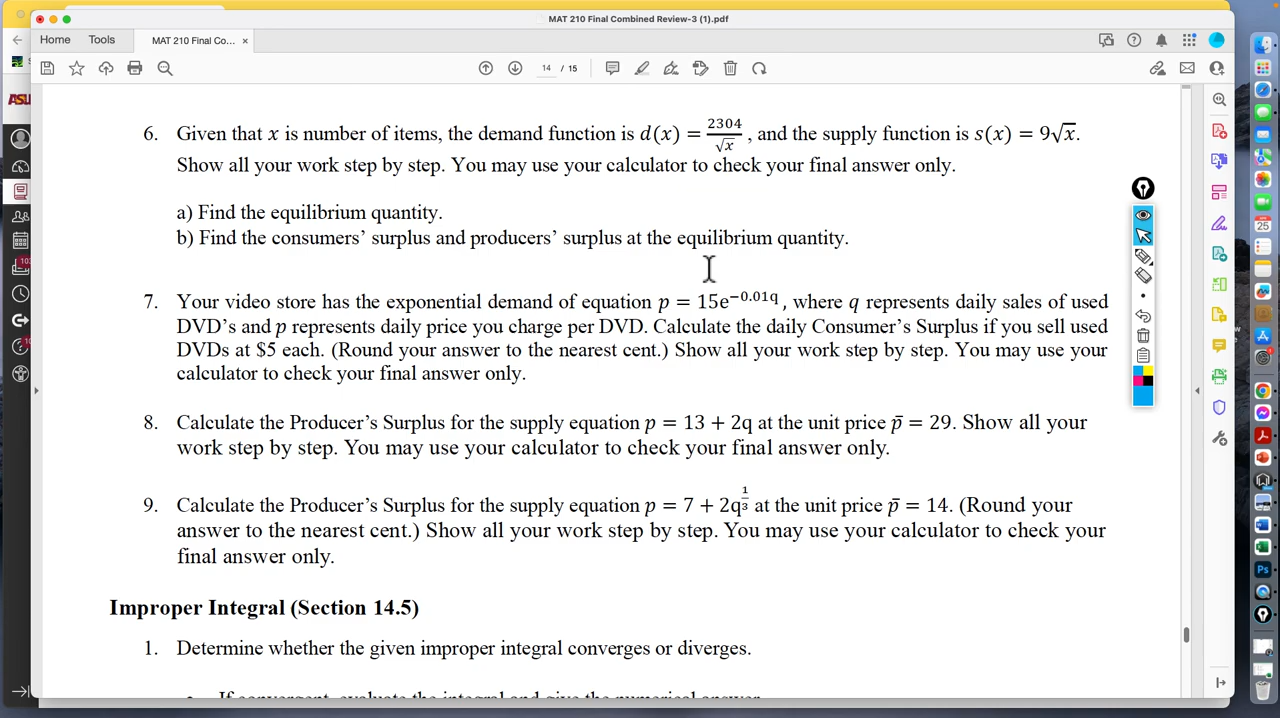 MAT 210 Final Combined Review-3 (1).pdf
Home Tools MAT 210 Final Co... ×
14 / 15
ASU
6. Given that x is number of items, the demand function is d(x) = 2304/√x , and the supply function is s(x) = 9√x.
Show all your work step by step. You may use your calculator to check your final answer only.
a) Find the equilibrium quantity.
b) Find the consumers’ surplus and producers’ surplus at the equilibrium quantity.
7. Your video store has the exponential demand of equation p = 15e^−0.01q, where q represents daily sales of used
DVD’s and p represents daily price you charge per DVD. Calculate the daily Consumer’s Surplus if you sell used
DVDs at $5 each. (Round your answer to the nearest cent.) Show all your work step by step. You may use your
calculator to check your final answer only.
8. Calculate the Producer’s Surplus for the supply equation p = 13 + 2q at the unit price p̄ = 29. Show all your
work step by step. You may use your calculator to check your final answer only.
9. Calculate the Producer’s Surplus for the supply equation p = 7 + 2q^1/3 at the unit price p̄ = 14. (Round your
answer to the nearest cent.) Show all your work step by step. You may use your calculator to check your
final answer only.
Improper Integral (Section 14.5)
1. Determine whether the given improper integral converges or diverges.
• If convergent, evaluate the integral and give the numerical answer